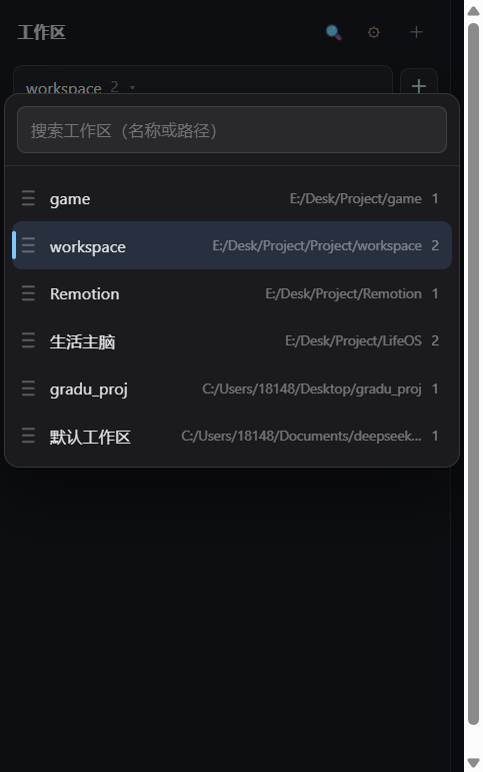 工作区
workspace 2
搜索工作区（名称或路径）
game E:/Desk/Project/game 1
workspace E:/Desk/Project/Project/workspace 2
Remotion E:/Desk/Project/Remotion 1
生活主脑 E:/Desk/Project/LifeOS 2
gradu_proj C:/Users/18148/Desktop/gradu_proj 1
默认工作区 C:/Users/18148/Documents/deepseek... 1